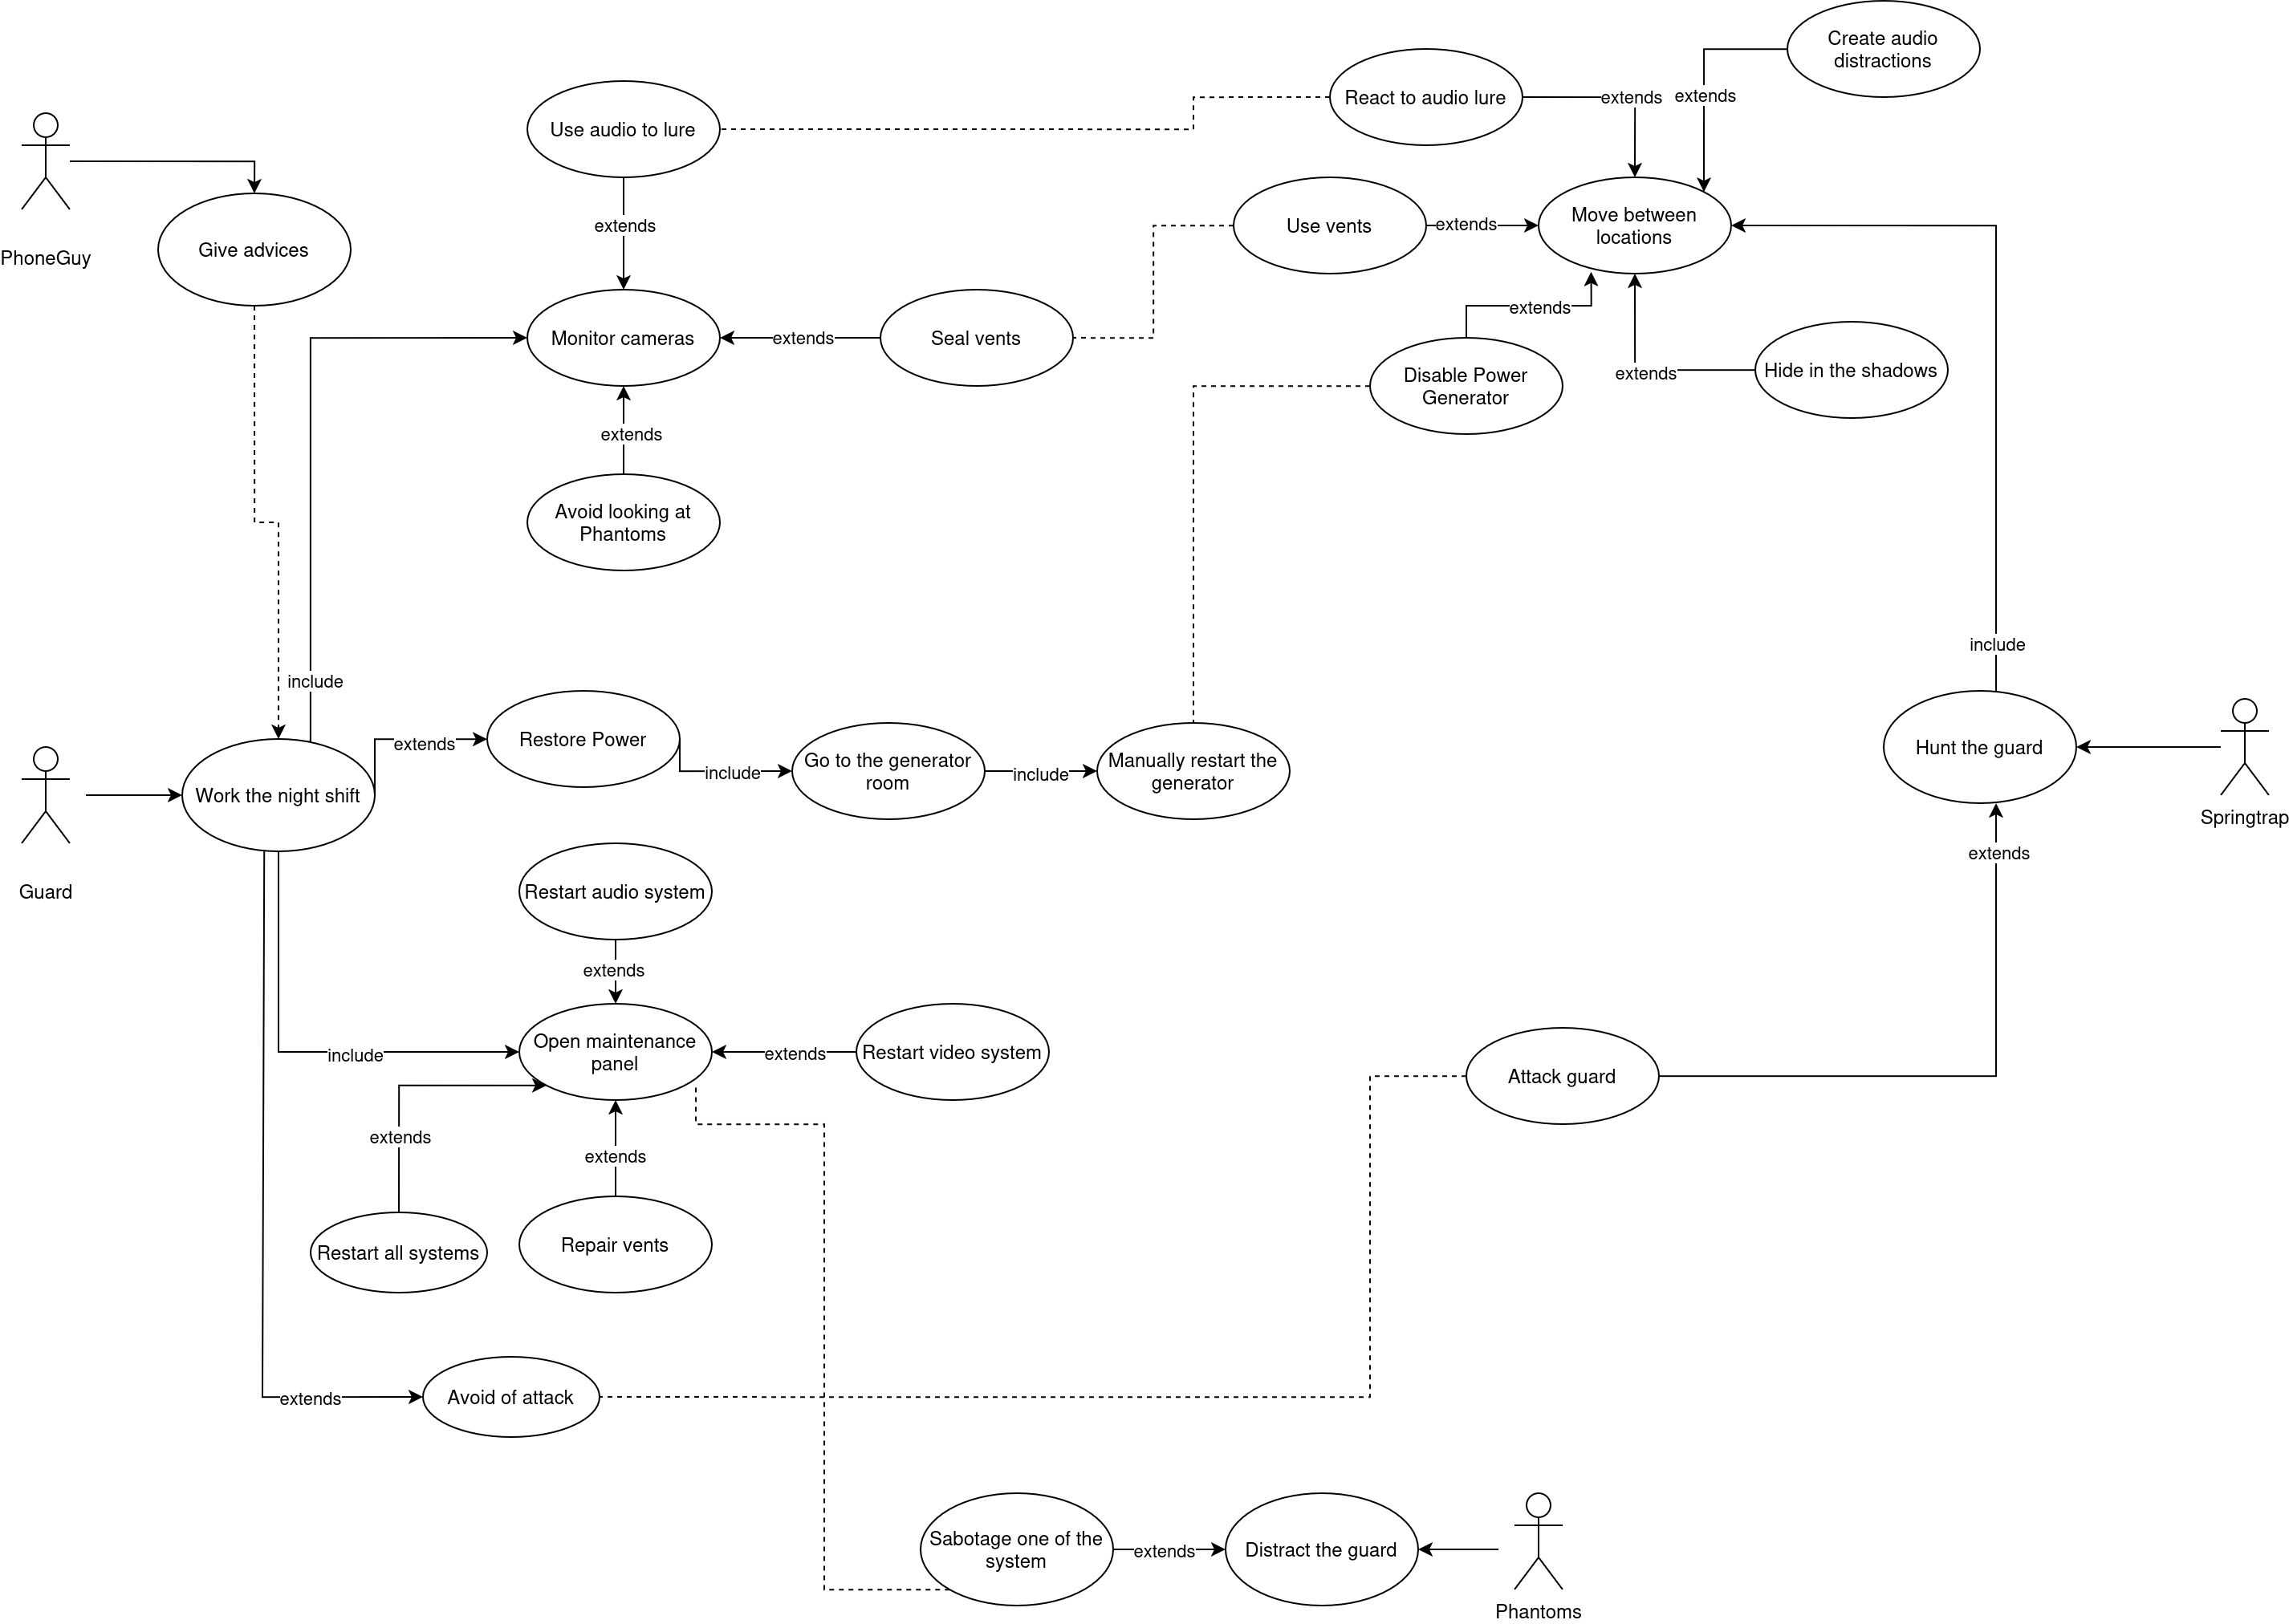 Create audio
distractions
React to audio lure
extends
extends
Use audio to lure
PhoneGuy
Give advices
extends
Use vents
extends
Move between
locations
extends
Monitor cameras
extends
Seal vents
Disable Power
Generator
extends
Hide in the shadows
extends
Avoid looking at
Phantoms
include
include
Restore Power
extends
Go to the generator
room
include
Manually restart the
generator
include
Hunt the guard
Springtrap
Work the night shift
Guard
extends
Restart audio system
extends
Open maintenance
panel
include
extends
Restart video system
Attack guard
extends
extends
Repair vents
Restart all systems
extends
Avoid of attack
Sabotage one of the
system
extends
Distract the guard
Phantoms